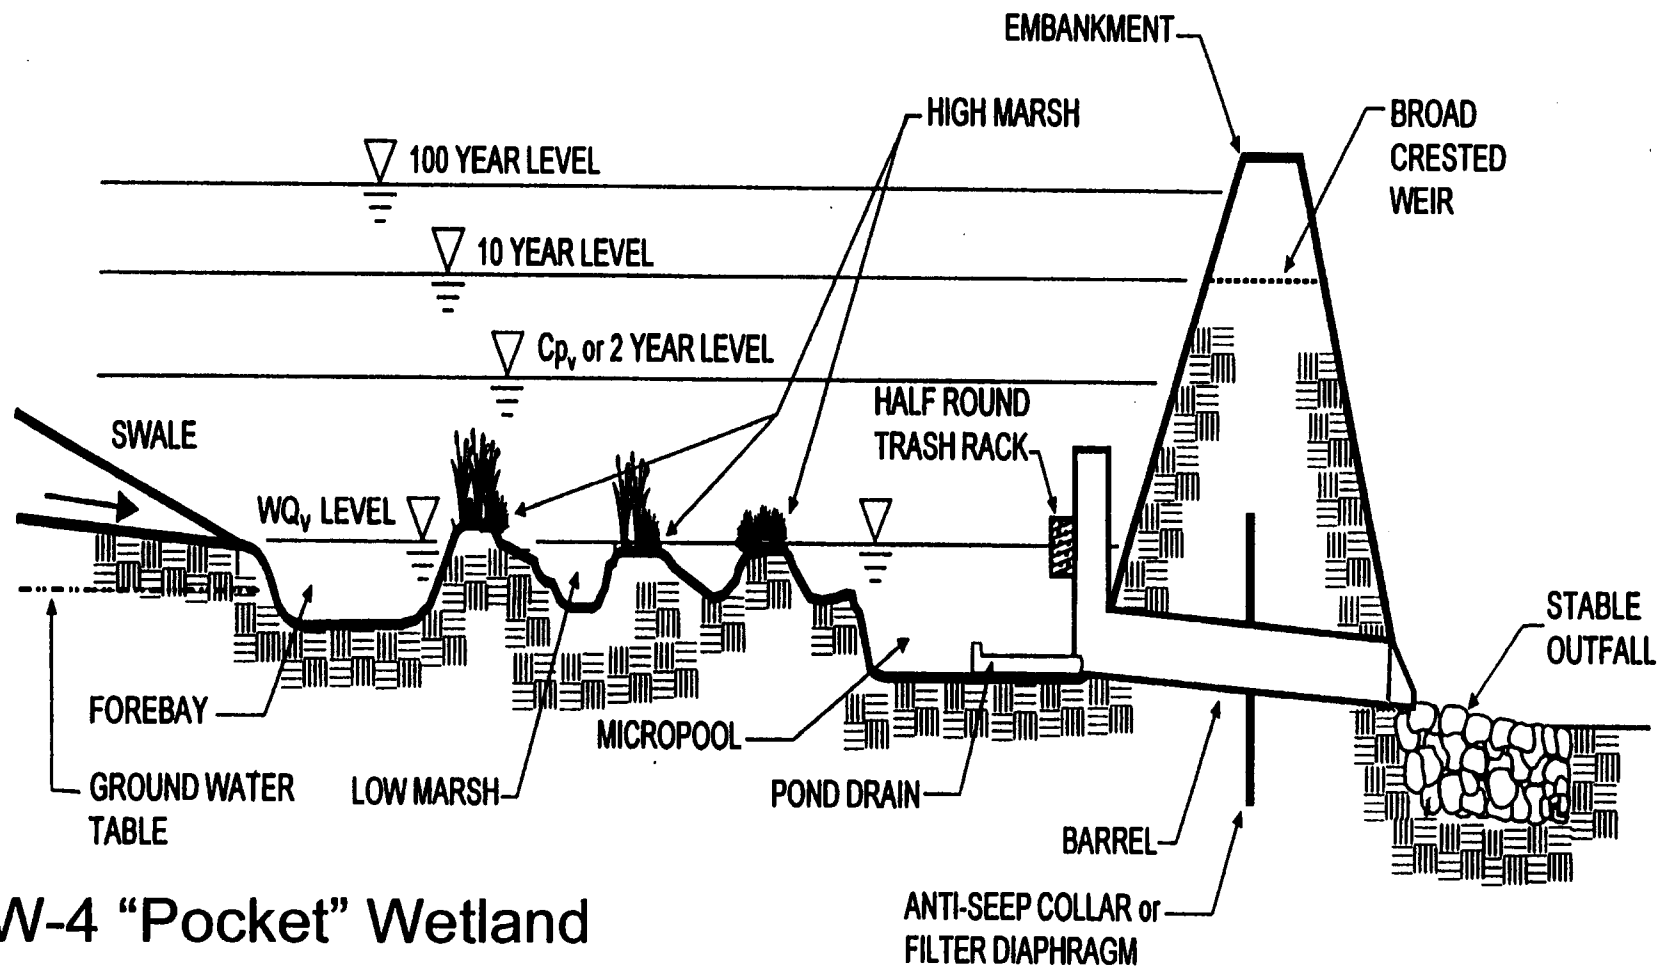 EMBANKMENT
HIGH MARSH
BROAD
CRESTED
WEIR
100 YEAR LEVEL
10 YEAR LEVEL
Cpv or 2 YEAR LEVEL
HALF ROUND
TRASH RACK
SWALE
WQv LEVEL
STABLE
OUTFALL
FOREBAY
MICROPOOL
GROUND WATER
TABLE
LOW MARSH
POND DRAIN
BARREL
ANTI-SEEP COLLAR or
FILTER DIAPHRAGM
W-4 “Pocket” Wetland